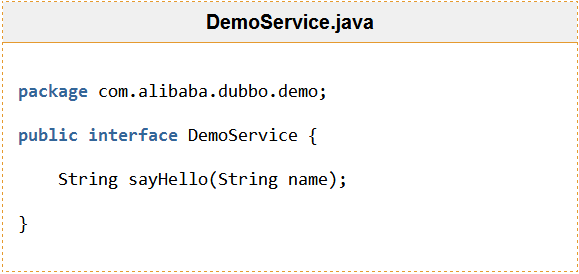 DemoService.java
package com.alibaba.dubbo.demo;
public interface DemoService {
    String sayHello(String name);
}